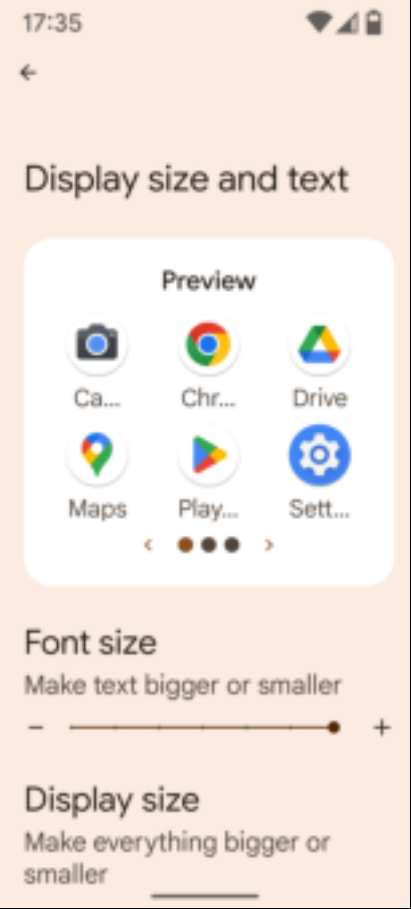 17:35
Display size and text
Preview
Ca... Chr... Drive
Maps Play... Sett...
Font size
Make text bigger or smaller
Display size
Make everything bigger or
smaller